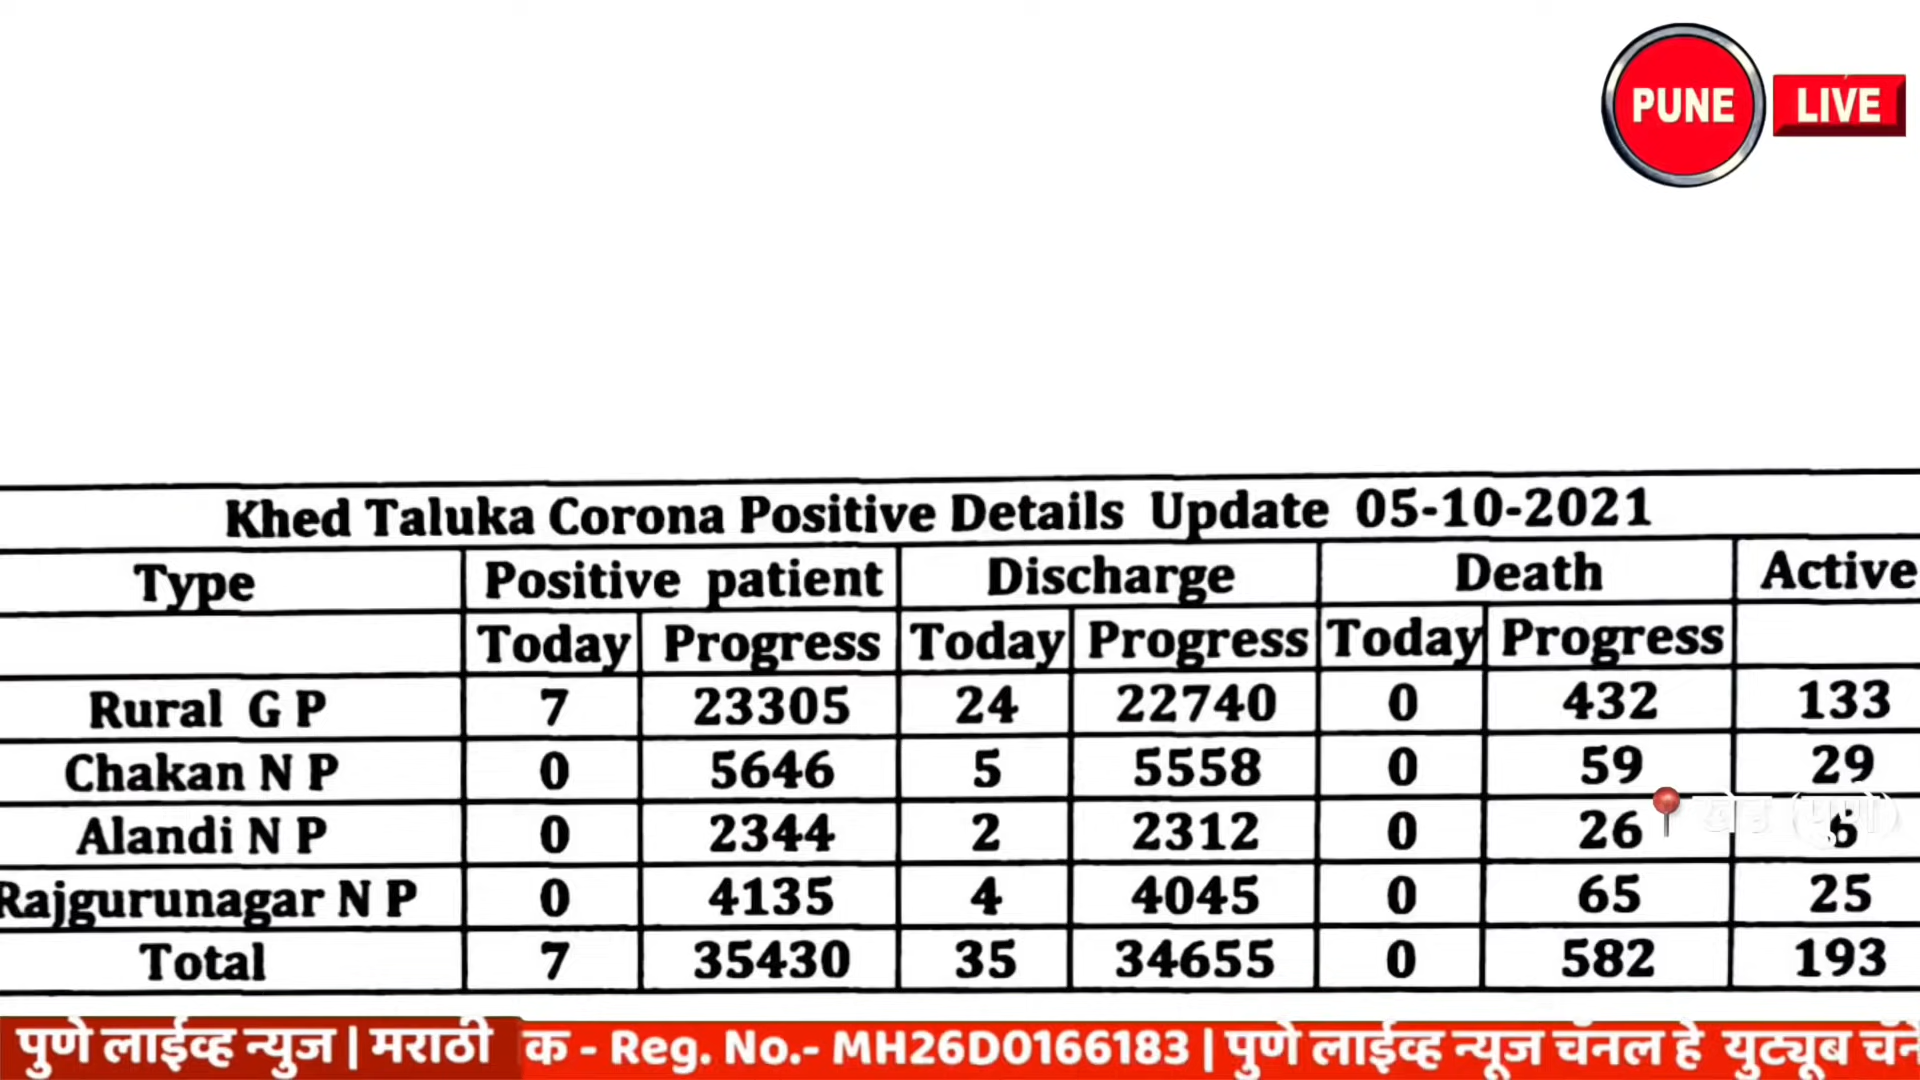 PUNE LIVE
Khed Taluka Corona Positive Details Update 05-10-2021
Type Positive patient Discharge Death Active
Today Progress Today Progress Today Progress
Rural G P 7 23305 24 22740 0 432 133
Chakan N P 0 5646 5 5558 0 59 29
Alandi N P 0 2344 2 2312 0 26 6
खेड (पुणे)
Rajgurunagar N P 0 4135 4 4045 0 65 25
Total 7 35430 35 34655 0 582 193
पुणे लाईव्ह न्युज | मराठी क - Reg. No.- MH26D0166183 | पुणे लाईव्ह न्यूज चॅनल हे युट्यूब